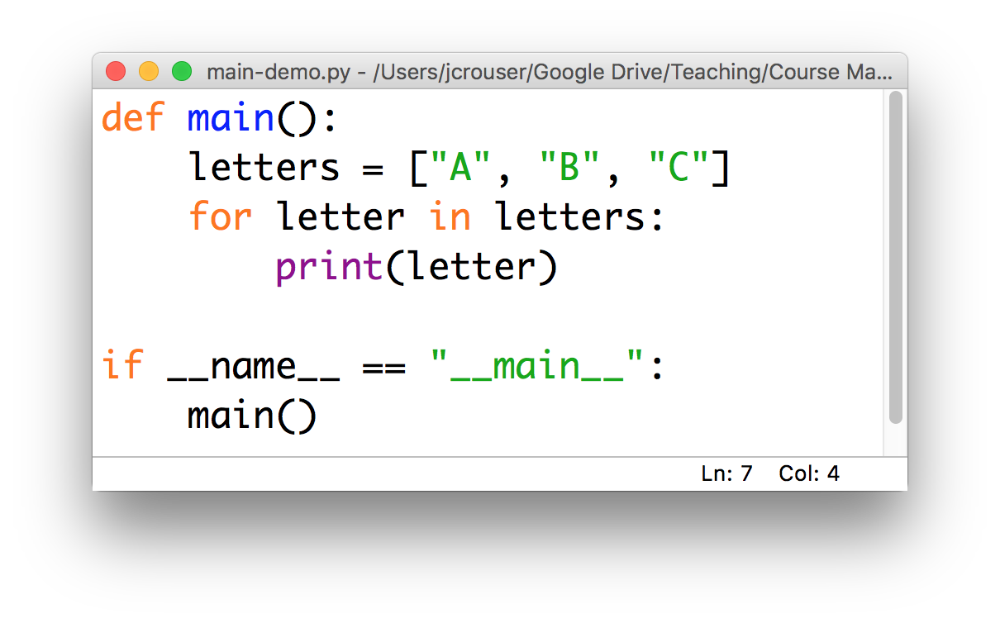 main-demo.py - /Users/jcrouser/Google Drive/Teaching/Course Ma...
def main():
    letters = ["A", "B", "C"]
    for letter in letters:
        print(letter)

if __name__ == "__main__":
    main()
Ln: 7 Col: 4